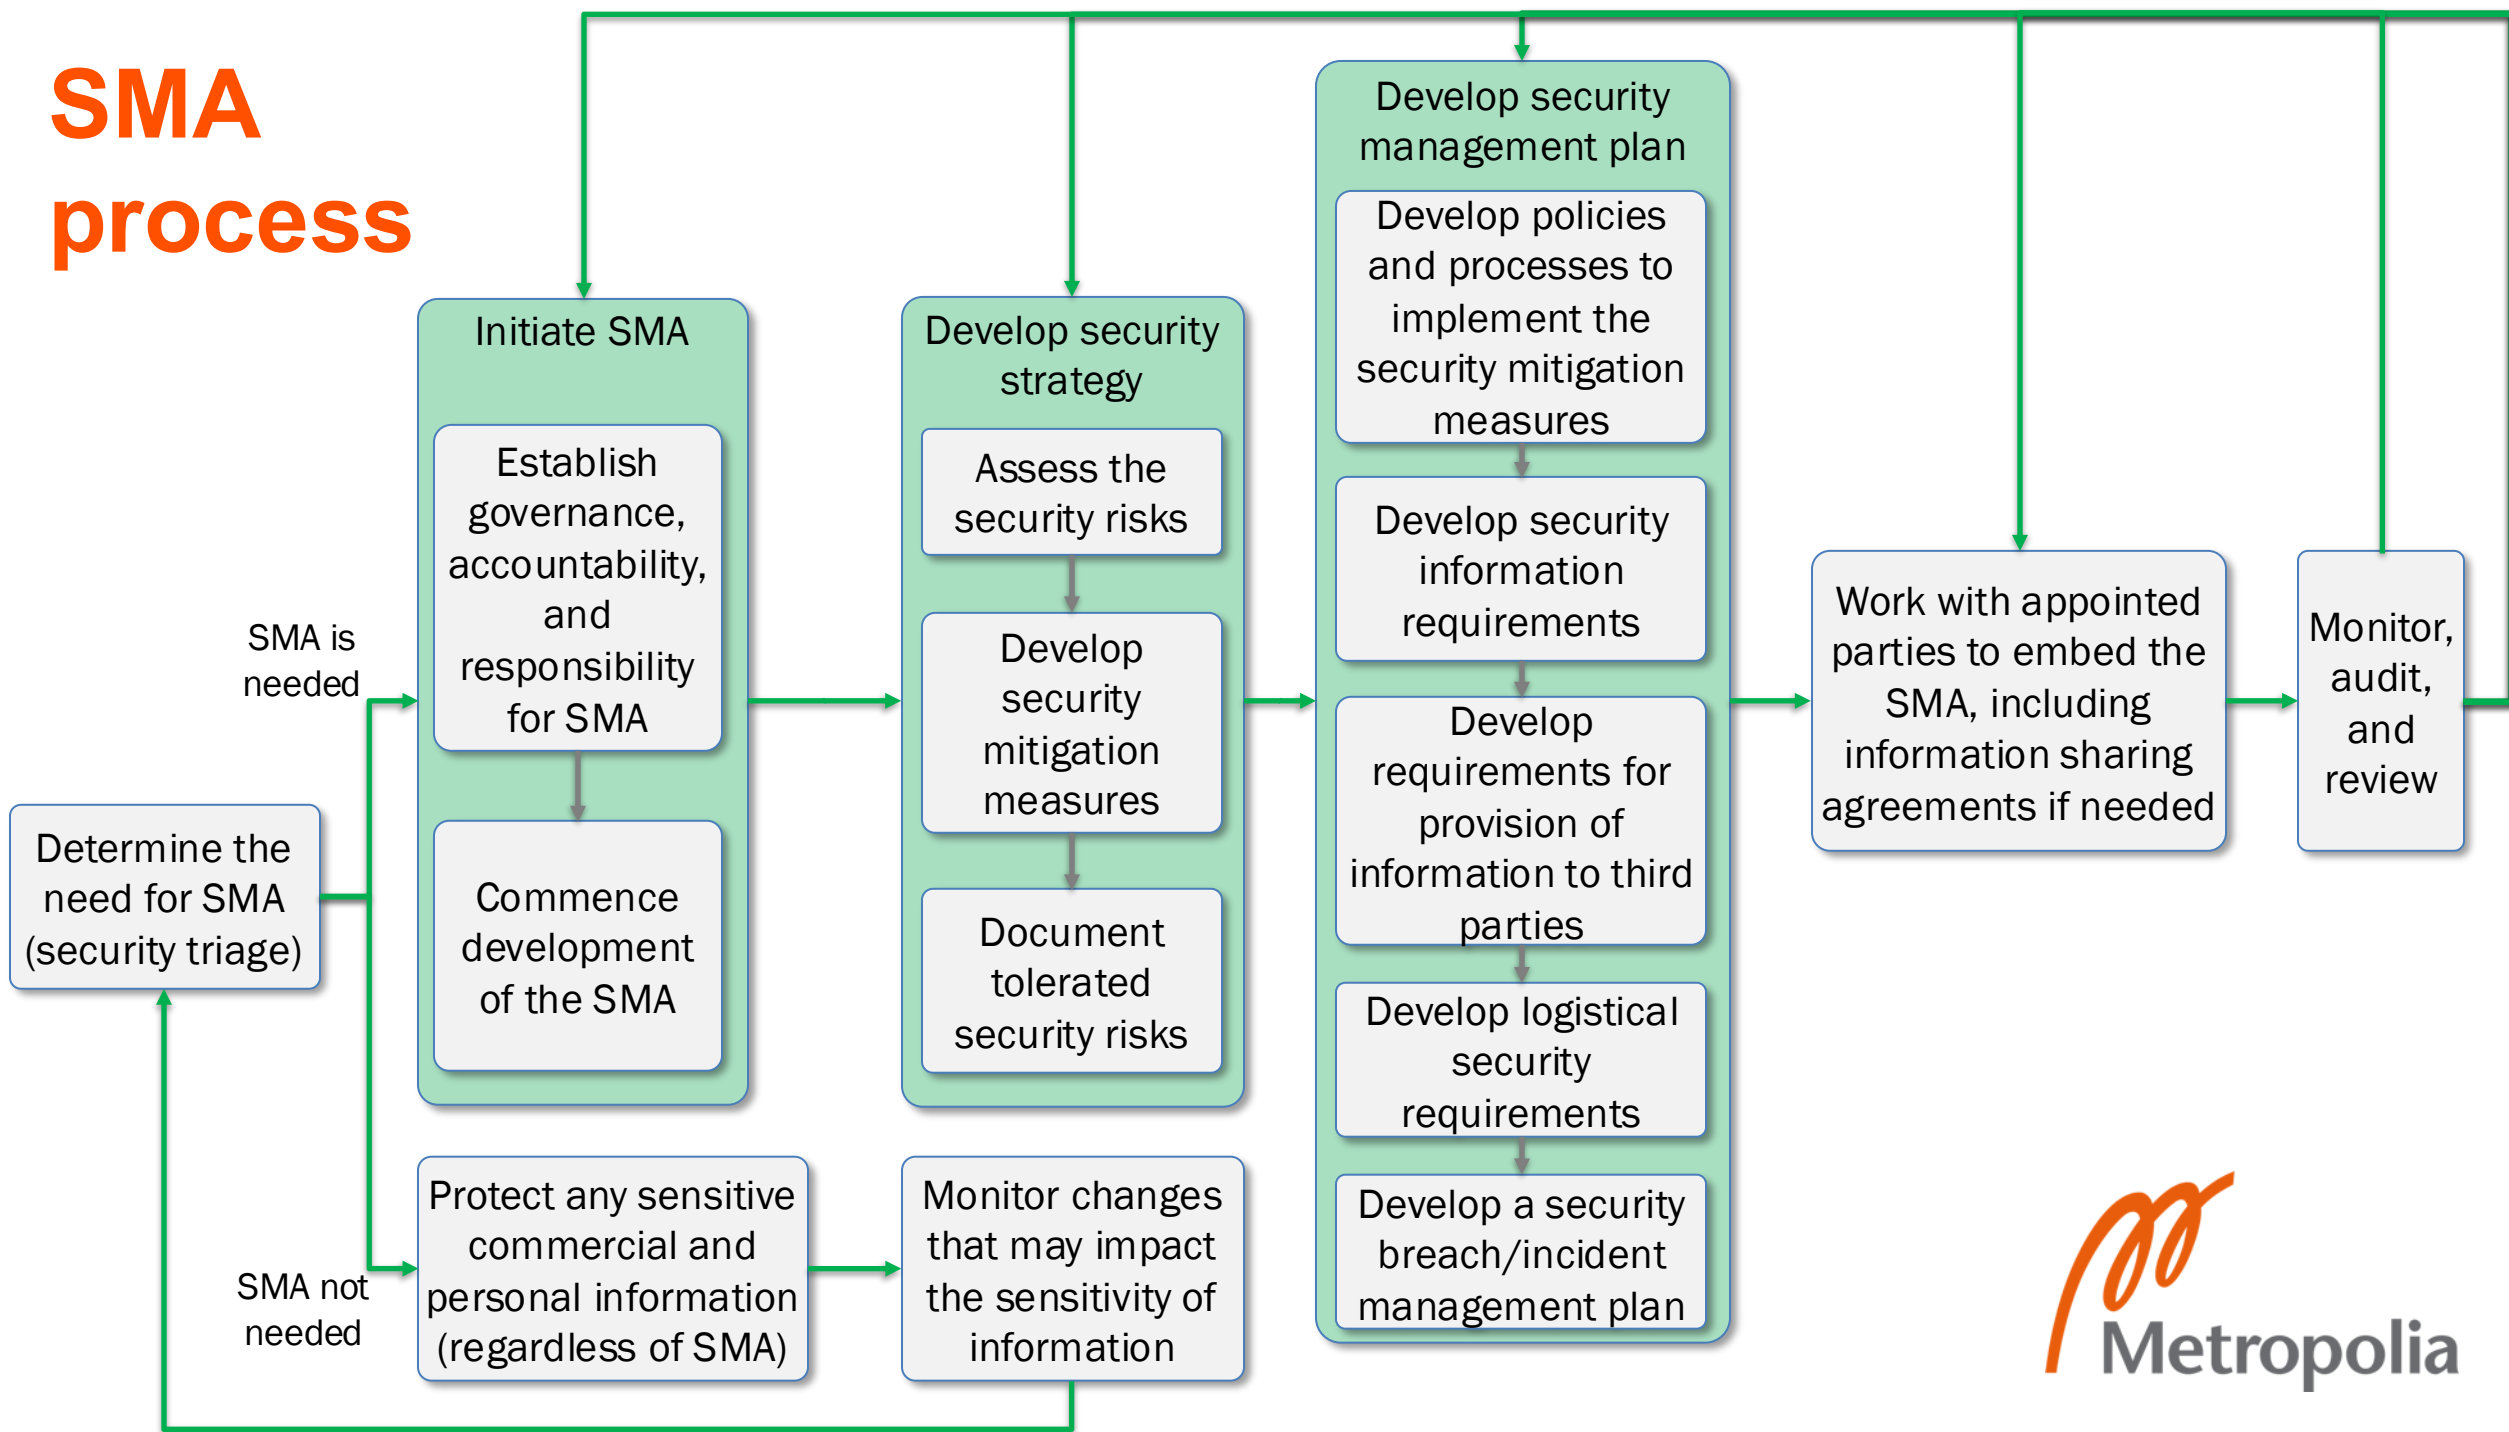 SMA
process
Determine the
need for SMA
(security triage)
SMA is
needed
SMA not
needed
Initiate SMA
Establish
governance,
accountability,
and
responsibility
for SMA
Commence
development
of the SMA
Protect any sensitive
commercial and
personal information
(regardless of SMA)
Develop security
strategy
Assess the
security risks
Develop
security
mitigation
measures
Document
tolerated
security risks
Monitor changes
that may impact
the sensitivity of
information
Develop security
management plan
Develop policies
and processes to
implement the
security mitigation
measures
Develop security
information
requirements
Develop
requirements for
provision of
information to third
parties
Develop logistical
security
requirements
Develop a security
breach/incident
management plan
Work with appointed
parties to embed the
SMA, including
information sharing
agreements if needed
Monitor,
audit,
and
review
Metropolia